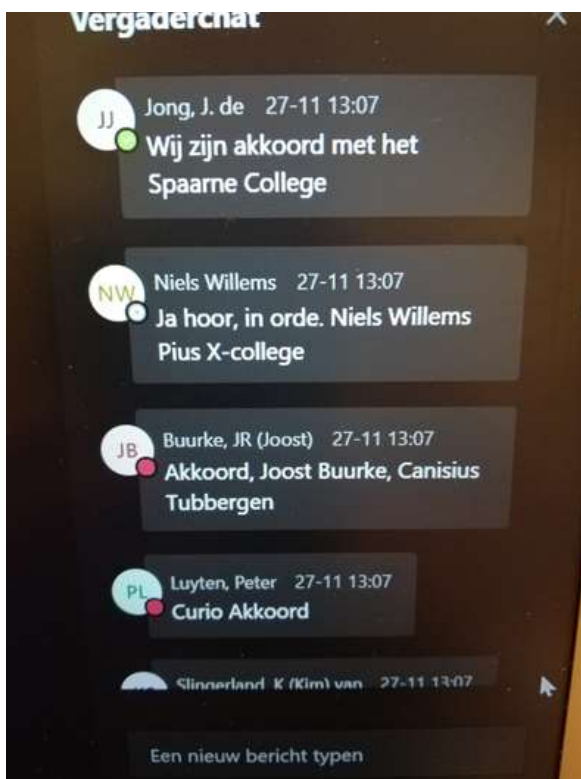 Vergaderchat
JJ
Jong, J. de 27-11 13:07
Wij zijn akkoord met het
Spaarne College
NW
Niels Willems 27-11 13:07
Ja hoor, in orde. Niels Willems
Pius X-college
JB
Buurke, JR (Joost) 27-11 13:07
Akkoord, Joost Buurke, Canisius
Tubbergen
PL
Luyten, Peter 27-11 13:07
Curio Akkoord
Slingerland, K (Kim) van 27-11 13:07
Een nieuw bericht typen